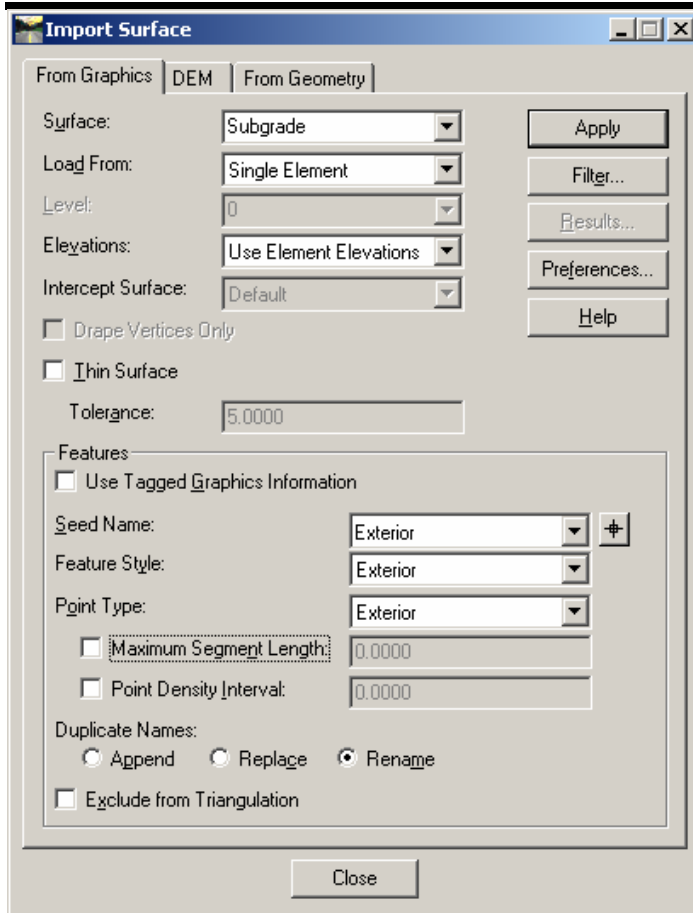 Import Surface
From Graphics DEM From Geometry
Surface: Subgrade Apply
Load From: Single Element Filter...
Level: 0 Results...
Elevations: Use Element Elevations Preferences...
Intercept Surface: Default Help
Drape Vertices Only
Thin Surface
Tolerance: 5.0000
Features
Use Tagged Graphics Information
Seed Name: Exterior
Feature Style: Exterior
Point Type: Exterior
Maximum Segment Length: 0.0000
Point Density Interval: 0.0000
Duplicate Names:
Append Replace Rename
Exclude from Triangulation
Close